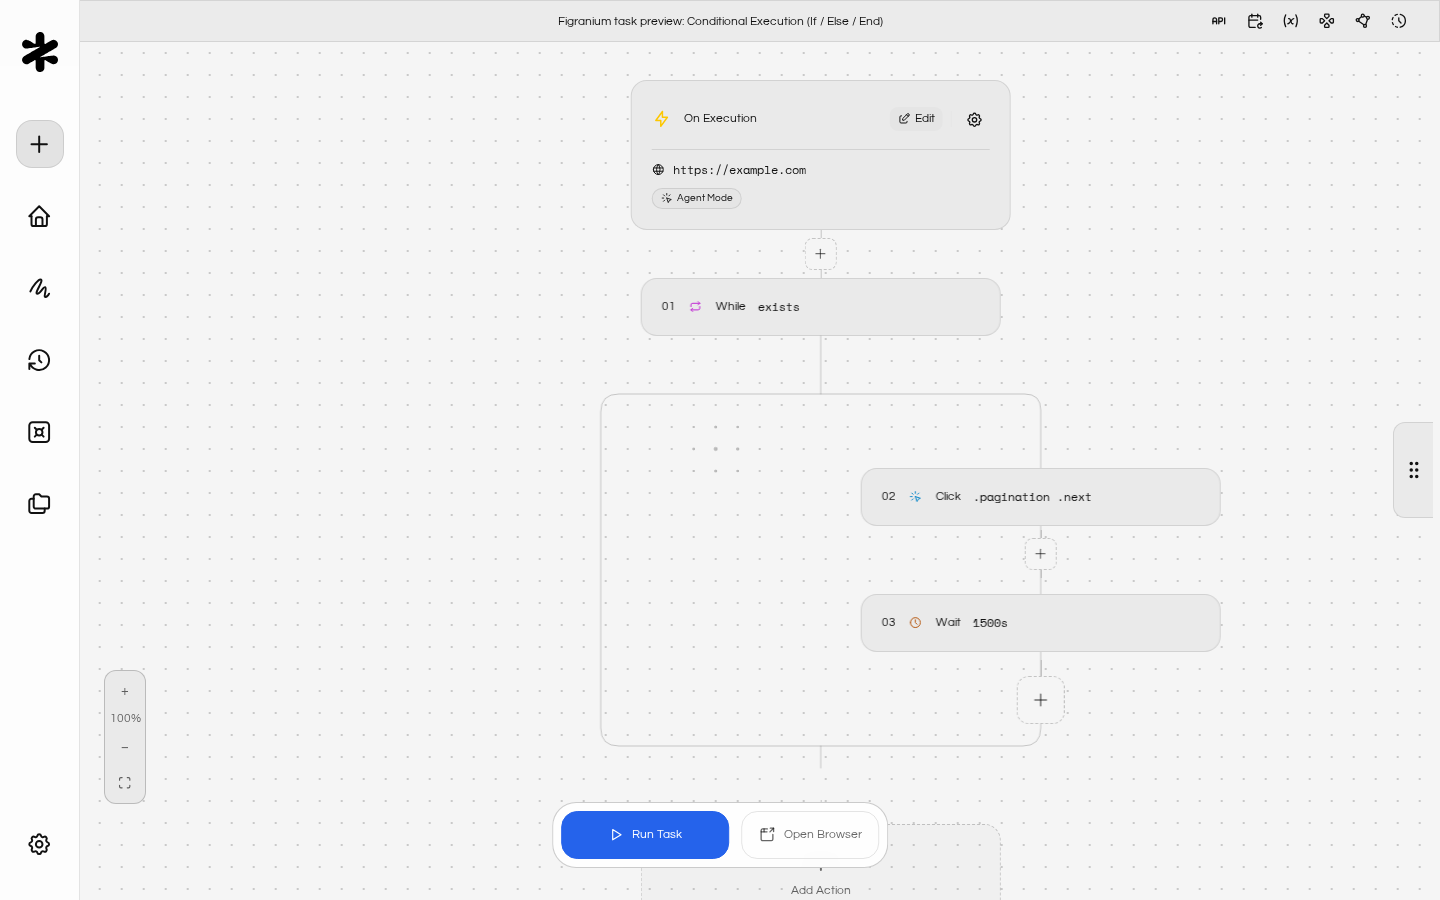 Figranium task preview: Conditional Execution (If / Else / End)
API
(x)
On Execution
Edit
https://example.com
Agent Mode
01 While exists
02 Click .pagination .next
03 Wait 1500s
100%
Run Task
Open Browser
Add Action